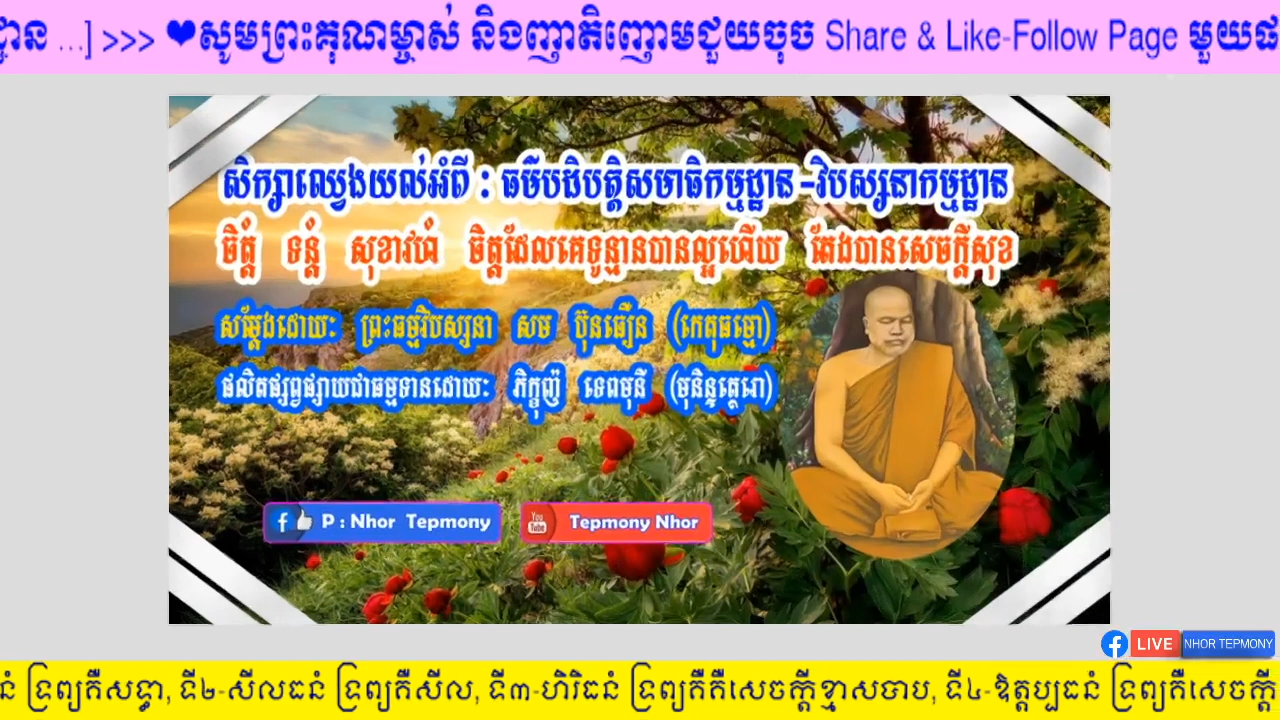 ... ] >>> ❤សូមព្រះគុណម្ចាស់ និងញាតិញោមជួយចុច Share & Like-Follow Page មួយផ
សិក្សាឈ្វេងយល់អំពី : ធម៌បដិបត្តិសមាធិកម្មដ្ឋាន-វិបស្សនាកម្មដ្ឋាន
ចិត្តំ ទន្តំ សុខាវហំ ចិត្តដែលគេទូន្មានបានល្អហើយ តែងបានសេចក្ដីសុខ
សម្ដែងដោយ: ព្រះធម្មវិបស្សនា សម ប៊ុនធឿន (កេតុធម្មោ)
ផលិតផ្សព្វផ្សាយជាធម្មទានដោយ: ភិក្ខុញ៉ ទេពមុនី (មុនិន្ទត្ថេរោ)
P : Nhor Tepmony
You Tube Tepmony Nhor
LIVE NHOR TEPMONY
នំ ទ្រព្យគឺសទ្ធា, ទី២-សីលធនំ ទ្រព្យគឺសីល, ទី៣-ហិរិធនំ ទ្រព្យគឺគឺសេចក្ដីខ្មាសបាប, ទី៤-ឱត្តប្បធនំ ទ្រព្យគឺសេចក្ដី